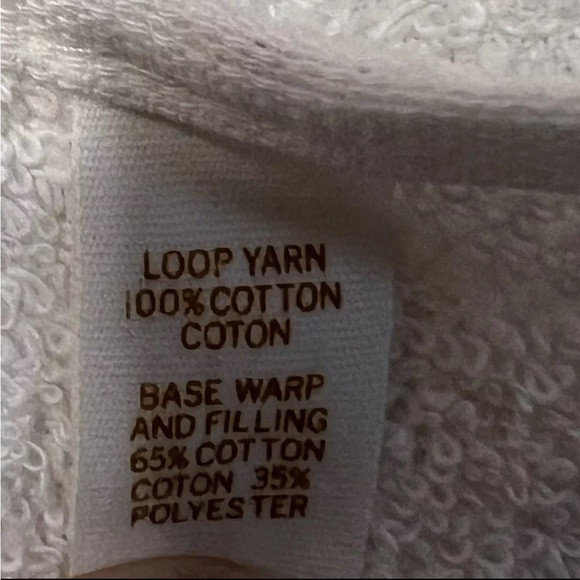 LOOP YARN
100% COTTON
COTON
BASE WARP
AND FILLING
65% COTTON
COTON 35%
POLYESTER